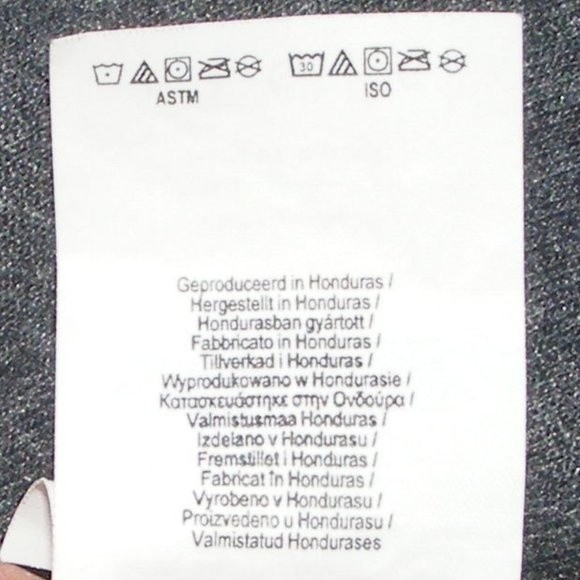 30
ASTM
ISO
Geproduceerd in Honduras /
Hergestellt in Honduras /
Hondurasban gyártott /
Fabbricato in Honduras /
Tillverkad i Honduras /
Wyprodukowano w Hondurasie /
Κατασκευάστηκε στην Ονδούρα /
Valmistusmaa Honduras /
Izdelano v Hondurasu /
Fremstillet i Honduras /
Fabricat în Honduras /
Vyrobeno v Hondurasu /
Proizvedeno u Hondurasu /
Valmistatud Hondurases